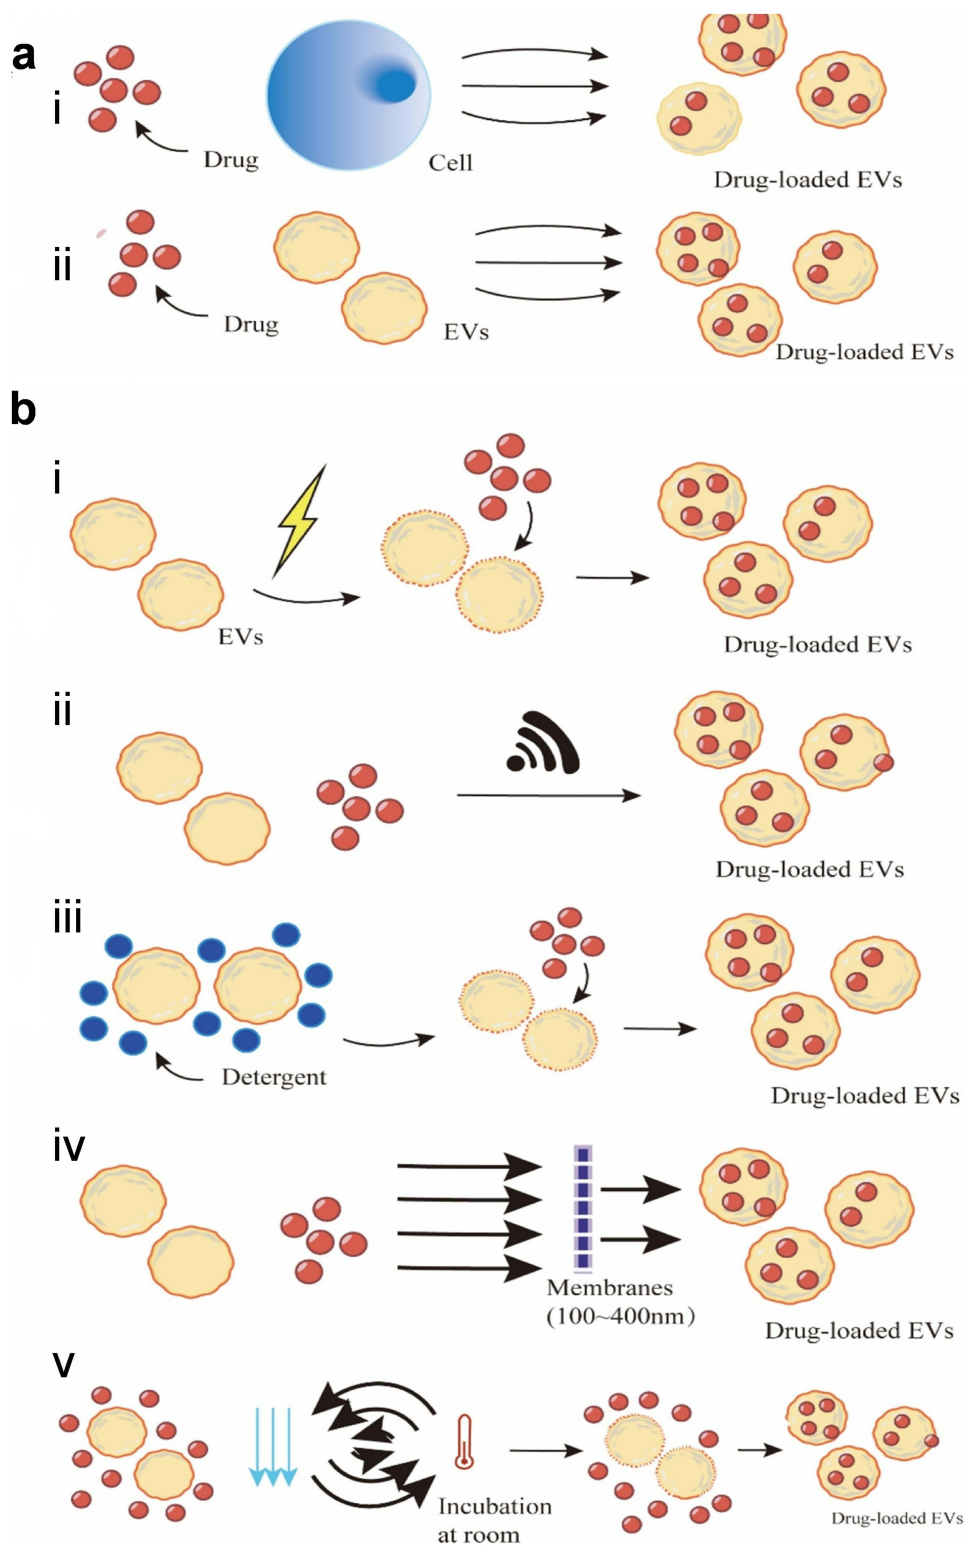 a
i
Drug
Cell
Drug-loaded EVs
ii
Drug
EVs
Drug-loaded EVs
b
i
EVs
Drug-loaded EVs
ii
Drug-loaded EVs
iii
Detergent
Drug-loaded EVs
iv
Membranes
(100~400nm)
Drug-loaded EVs
v
Incubation
at room
Drug-loaded EVs